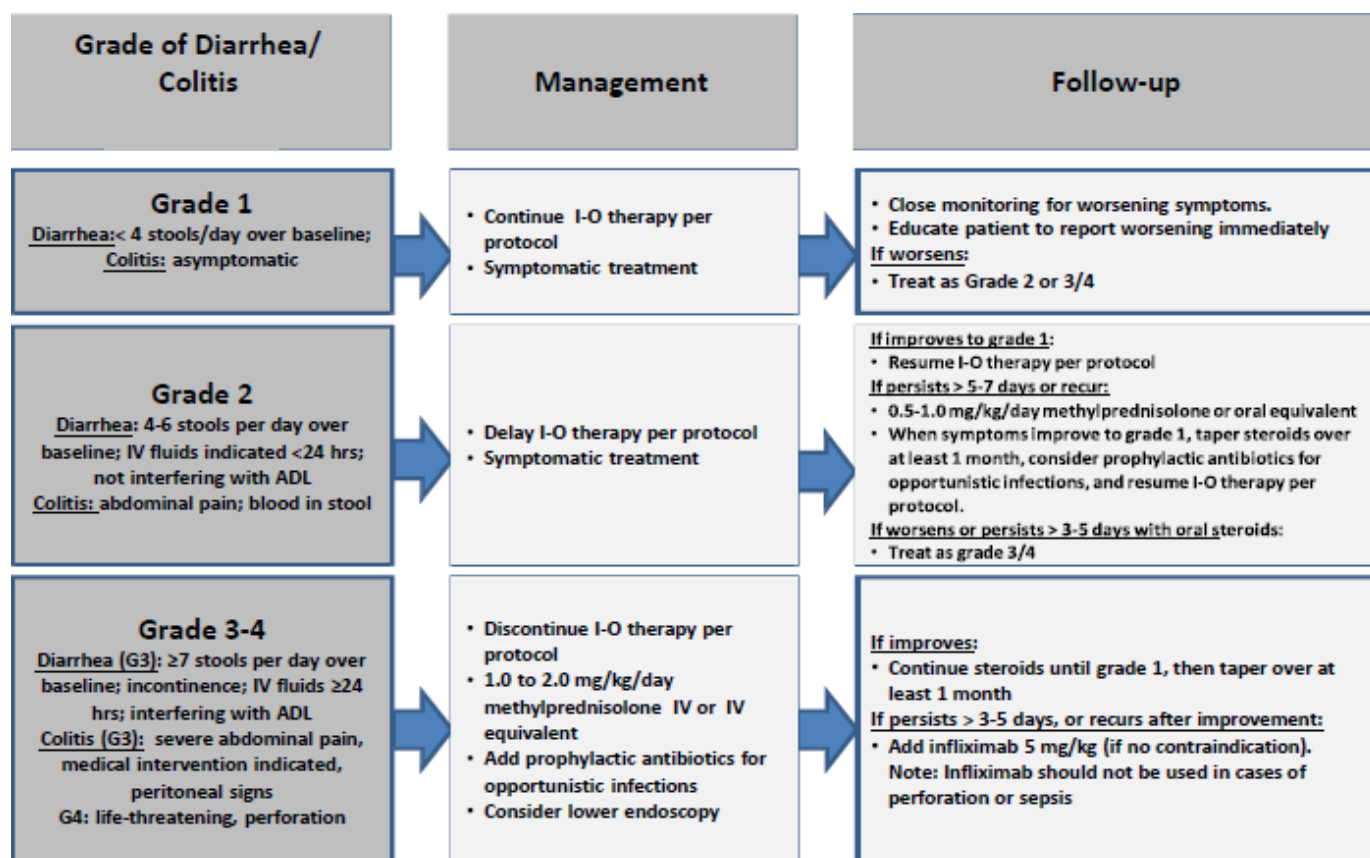 Grade of Diarrhea/
Colitis
Management
Follow-up
Grade 1
Diarrhea:< 4 stools/day over baseline;
Colitis: asymptomatic
• Continue I-O therapy per
protocol
• Symptomatic treatment
• Close monitoring for worsening symptoms.
• Educate patient to report worsening immediately
If worsens:
• Treat as Grade 2 or 3/4
Grade 2
Diarrhea: 4-6 stools per day over
baseline; IV fluids indicated <24 hrs;
not interfering with ADL
Colitis: abdominal pain; blood in stool
• Delay I-O therapy per protocol
• Symptomatic treatment
If improves to grade 1:
• Resume I-O therapy per protocol
If persists > 5-7 days or recur:
• 0.5-1.0 mg/kg/day methylprednisolone or oral equivalent
• When symptoms improve to grade 1, taper steroids over
at least 1 month, consider prophylactic antibiotics for
opportunistic infections, and resume I-O therapy per
protocol.
If worsens or persists > 3-5 days with oral steroids:
• Treat as grade 3/4
Grade 3-4
Diarrhea (G3): ≥7 stools per day over
baseline; incontinence; IV fluids ≥24
hrs; interfering with ADL
Colitis (G3): severe abdominal pain,
medical intervention indicated,
peritoneal signs
G4: life-threatening, perforation
• Discontinue I-O therapy per
protocol
• 1.0 to 2.0 mg/kg/day
methylprednisolone IV or IV
equivalent
• Add prophylactic antibiotics for
opportunistic infections
• Consider lower endoscopy
If improves:
• Continue steroids until grade 1, then taper over at
least 1 month
If persists > 3-5 days, or recurs after improvement:
• Add infliximab 5 mg/kg (if no contraindication).
Note: Infliximab should not be used in cases of
perforation or sepsis